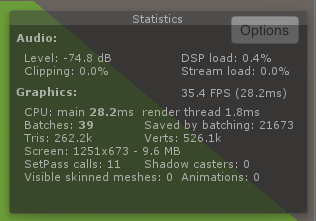 Statistics
Options
Audio:
Level: -74.8 dB DSP load: 0.4%
Clipping: 0.0% Stream load: 0.0%
Graphics: 35.4 FPS (28.2ms)
CPU: main 28.2ms render thread 1.8ms
Batches: 39 Saved by batching: 21673
Tris: 262.2k Verts: 526.1k
Screen: 1251x673 - 9.6 MB
SetPass calls: 11 Shadow casters: 0
Visible skinned meshes: 0 Animations: 0